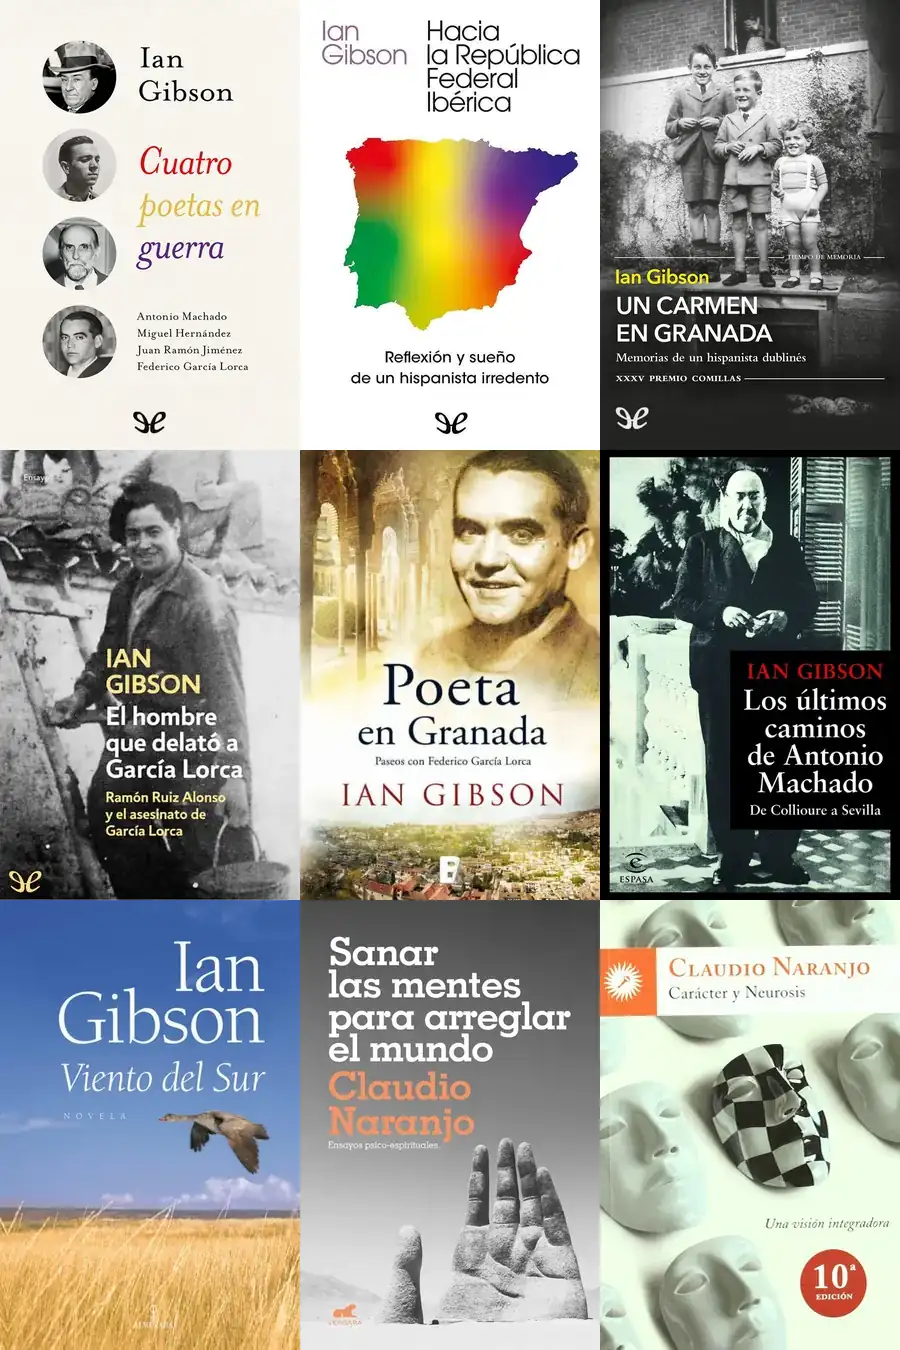 Ian
Gibson
Cuatro
poetas en
guerra
Antonio Machado
Miguel Hernández
Juan Ramón Jiménez
Federico García Lorca
Ian
Gibson
Hacia
la República
Federal
Ibérica
Reflexión y sueño
de un hispanista irredento
TIEMPO DE MEMORIA
Ian Gibson
UN CARMEN
EN GRANADA
Memorias de un hispanista dublinés
XXXV PREMIO COMILLAS
Ensayo
IAN
GIBSON
El hombre
que delató a
García Lorca
Ramón Ruiz Alonso
y el asesinato de
García Lorca
Poeta
en Granada
Paseos con Federico García Lorca
IAN GIBSON
B
IAN GIBSON
Los últimos
caminos
de Antonio
Machado
De Collioure a Sevilla
ESPASA
Ian
Gibson
Viento del Sur
NOVELA
ALMUZARA
Sanar
las mentes
para arreglar
el mundo
Claudio
Naranjo
Ensayos psico-espirituales.
VERGARA
CLAUDIO NARANJO
Carácter y Neurosis
Una visión integradora
10ª
EDICIÓN